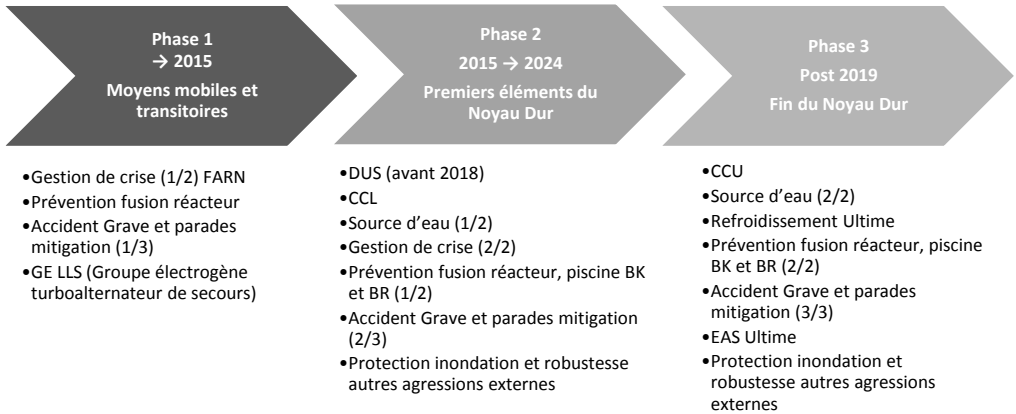 Phase 1
→ 2015
Moyens mobiles et
transitoires
•Gestion de crise (1/2) FARN
•Prévention fusion réacteur
•Accident Grave et parades
mitigation (1/3)
•GE LLS (Groupe électrogène
turboalternateur de secours)
Phase 2
2015 → 2024
Premiers éléments du
Noyau Dur
•DUS (avant 2018)
•CCL
•Source d'eau (1/2)
•Gestion de crise (2/2)
•Prévention fusion réacteur, piscine BK
et BR (1/2)
•Accident Grave et parades mitigation
(2/3)
•Protection inondation et robustesse
autres agressions externes
Phase 3
Post 2019
Fin du Noyau Dur
•CCU
•Source d'eau (2/2)
•Refroidissement Ultime
•Prévention fusion réacteur, piscine
BK et BR (2/2)
•Accident Grave et parades
mitigation (3/3)
•EAS Ultime
•Protection inondation et
robustesse autres agressions
externes